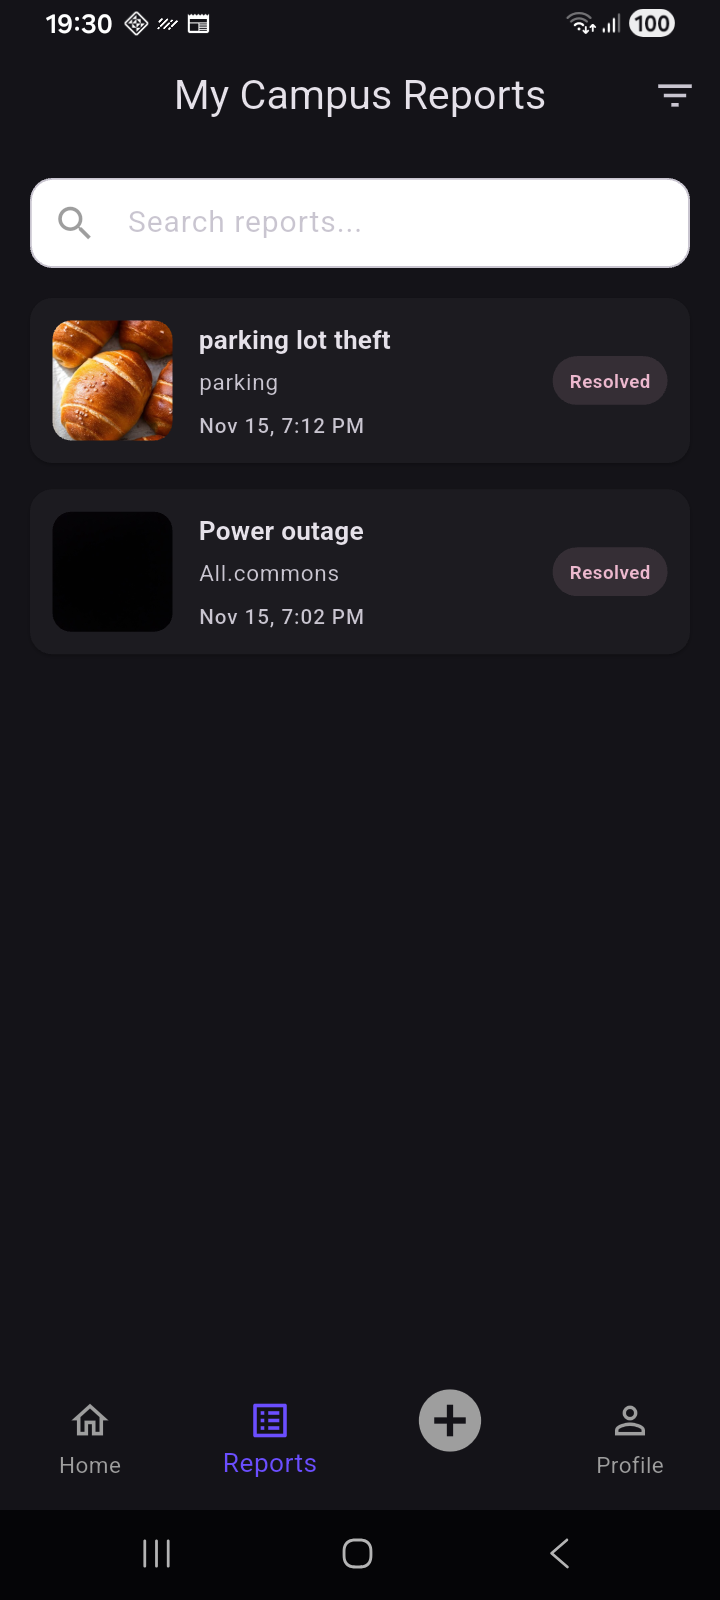 19:30
100
My Campus Reports
Search reports...
parking lot theft
parking
Nov 15, 7:12 PM
Resolved
Power outage
All.commons
Nov 15, 7:02 PM
Resolved
Home
Reports
Profile